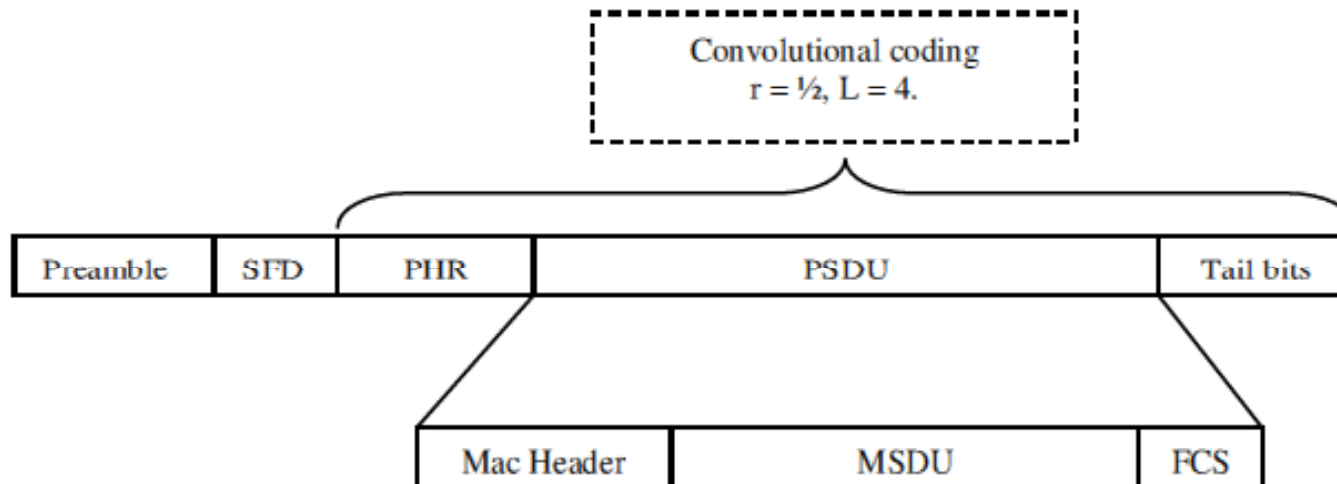 Convolutional coding
r = ½, L = 4.
Preamble SFD PHR PSDU Tail bits
Mac Header MSDU FCS